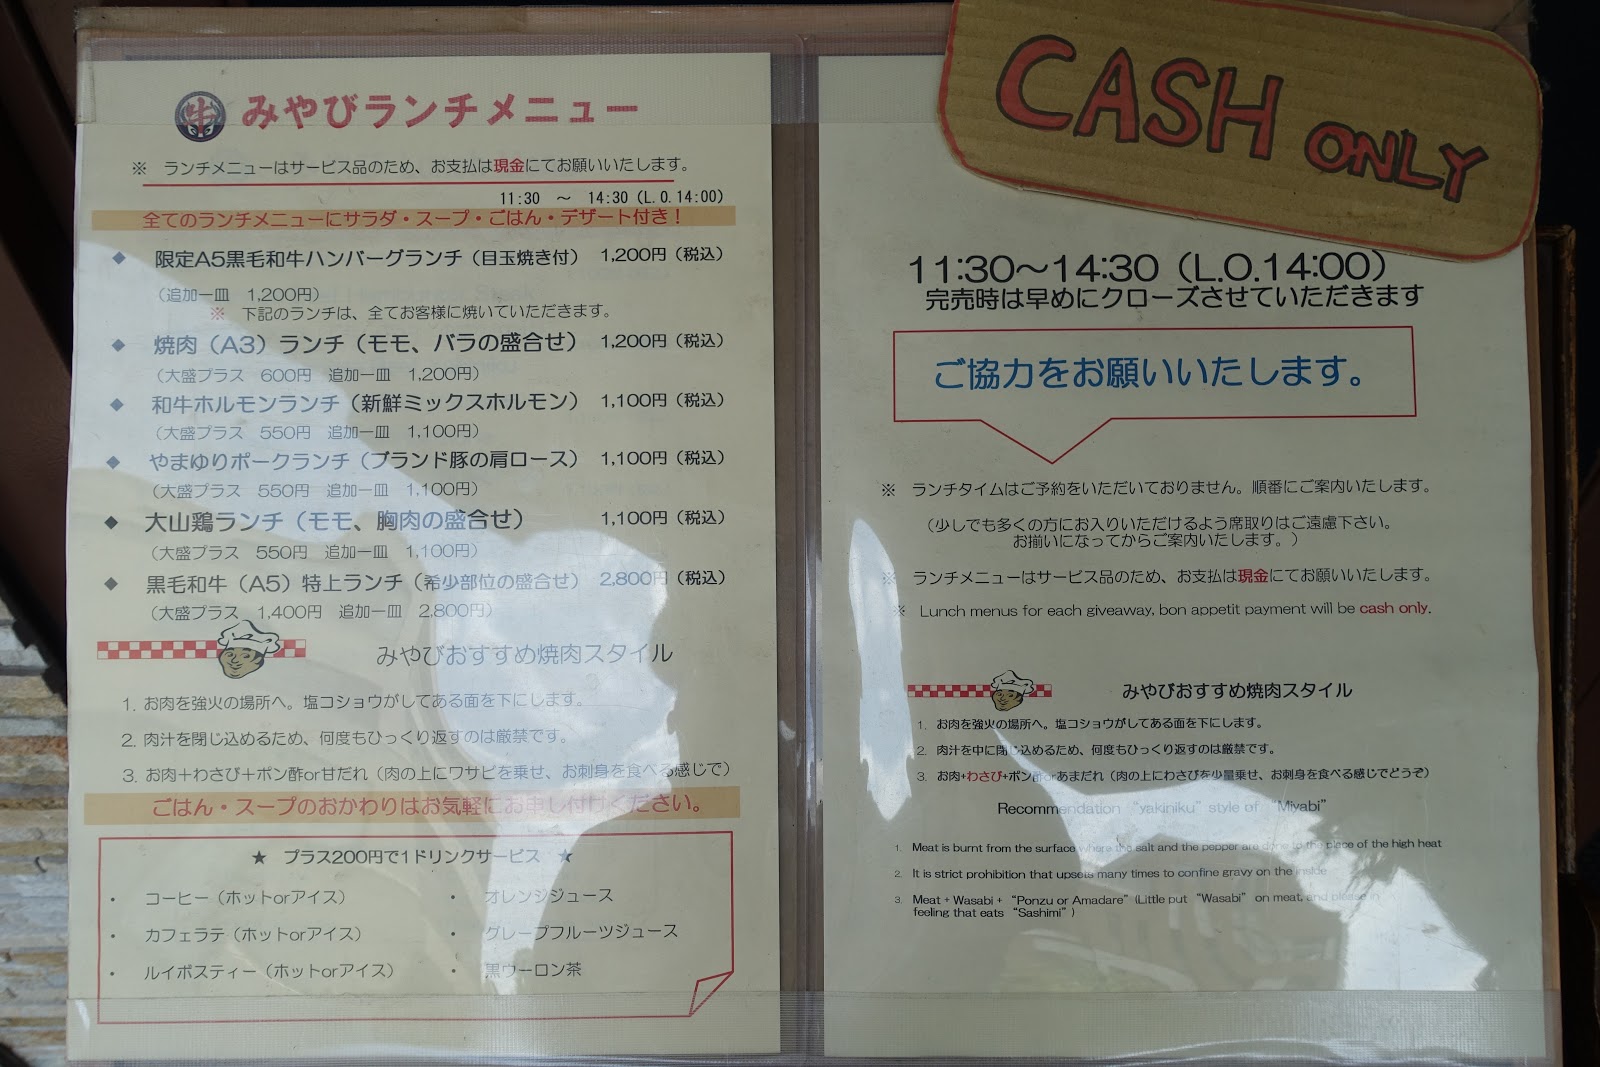 牛 みやびランチメニュー
※ ランチメニューはサービス品のため、お支払は現金にてお願いいたします。
11:30 ～ 14:30 (L.O.14:00)
全てのランチメニューにサラダ・スープ・ごはん・デザート付き！
◆ 限定A5黒毛和牛ハンバーグランチ（目玉焼き付） 1,200円（税込）
（追加一皿 1,200円）
※ 下記のランチは、全てお客様に焼いていただきます。
◆ 焼肉（A3）ランチ（モモ、バラの盛合せ） 1,200円（税込）
（大盛プラス 600円 追加一皿 1,200円）
◆ 和牛ホルモンランチ（新鮮ミックスホルモン） 1,100円（税込）
（大盛プラス 550円 追加一皿 1,100円）
◆ やまゆりポークランチ（ブランド豚の肩ロース） 1,100円（税込）
（大盛プラス 550円 追加一皿 1,100円）
◆ 大山鶏ランチ（モモ、胸肉の盛合せ） 1,100円（税込）
（大盛プラス 550円 追加一皿 1,100円）
◆ 黒毛和牛（A5）特上ランチ（希少部位の盛合せ） 2,800円（税込）
（大盛プラス 1,400円 追加一皿 2,800円）
みやびおすすめ焼肉スタイル
1. お肉を強火の場所へ。塩コショウがしてある面を下にします。
2. 肉汁を閉じ込めるため、何度もひっくり返すのは厳禁です。
3. お肉＋わさび＋ポン酢or甘だれ（肉の上にワサビを乗せ、お刺身を食べる感じで）
ごはん・スープのおかわりはお気軽にお申し付けください。
★ プラス200円で1ドリンクサービス ★
・ コーヒー（ホットorアイス） ・ オレンジジュース
・ カフェラテ（ホットorアイス） ・ グレープフルーツジュース
・ ルイボスティー（ホットorアイス） ・ 黒ウーロン茶
CASH ONLY
11:30～14:30（L.O.14:00）
完売時は早めにクローズさせていただきます
ご協力をお願いいたします。
※ ランチタイムはご予約をいただいておりません。順番にご案内いたします。
（少しでも多くの方にお入りいただけるよう席取りはご遠慮下さい。
お揃いになってからご案内いたします。）
※ ランチメニューはサービス品のため、お支払は現金にてお願いいたします。
※ Lunch menus for each giveaway, bon appetit payment will be cash only.
みやびおすすめ焼肉スタイル
1. お肉を強火の場所へ。塩コショウがしてある面を下にします。
2. 肉汁を中に閉じ込めるため、何度もひっくり返すのは厳禁です。
3. お肉+わさび+ポン酢orあまだれ（肉の上にわさびを少量乗せ、お刺身を食べる感じでどうぞ）
Recommendation “yakiniku” style of “Miyabi”
1. Meat is burnt from the surface where the salt and the pepper are done to the place of the high heat
2. It is strict prohibition that upsets many times to confine gravy on the inside
3. Meat + Wasabi + “Ponzu or Amadare” (Little put “Wasabi” on meat, and please in
feeling that eats “Sashimi”)